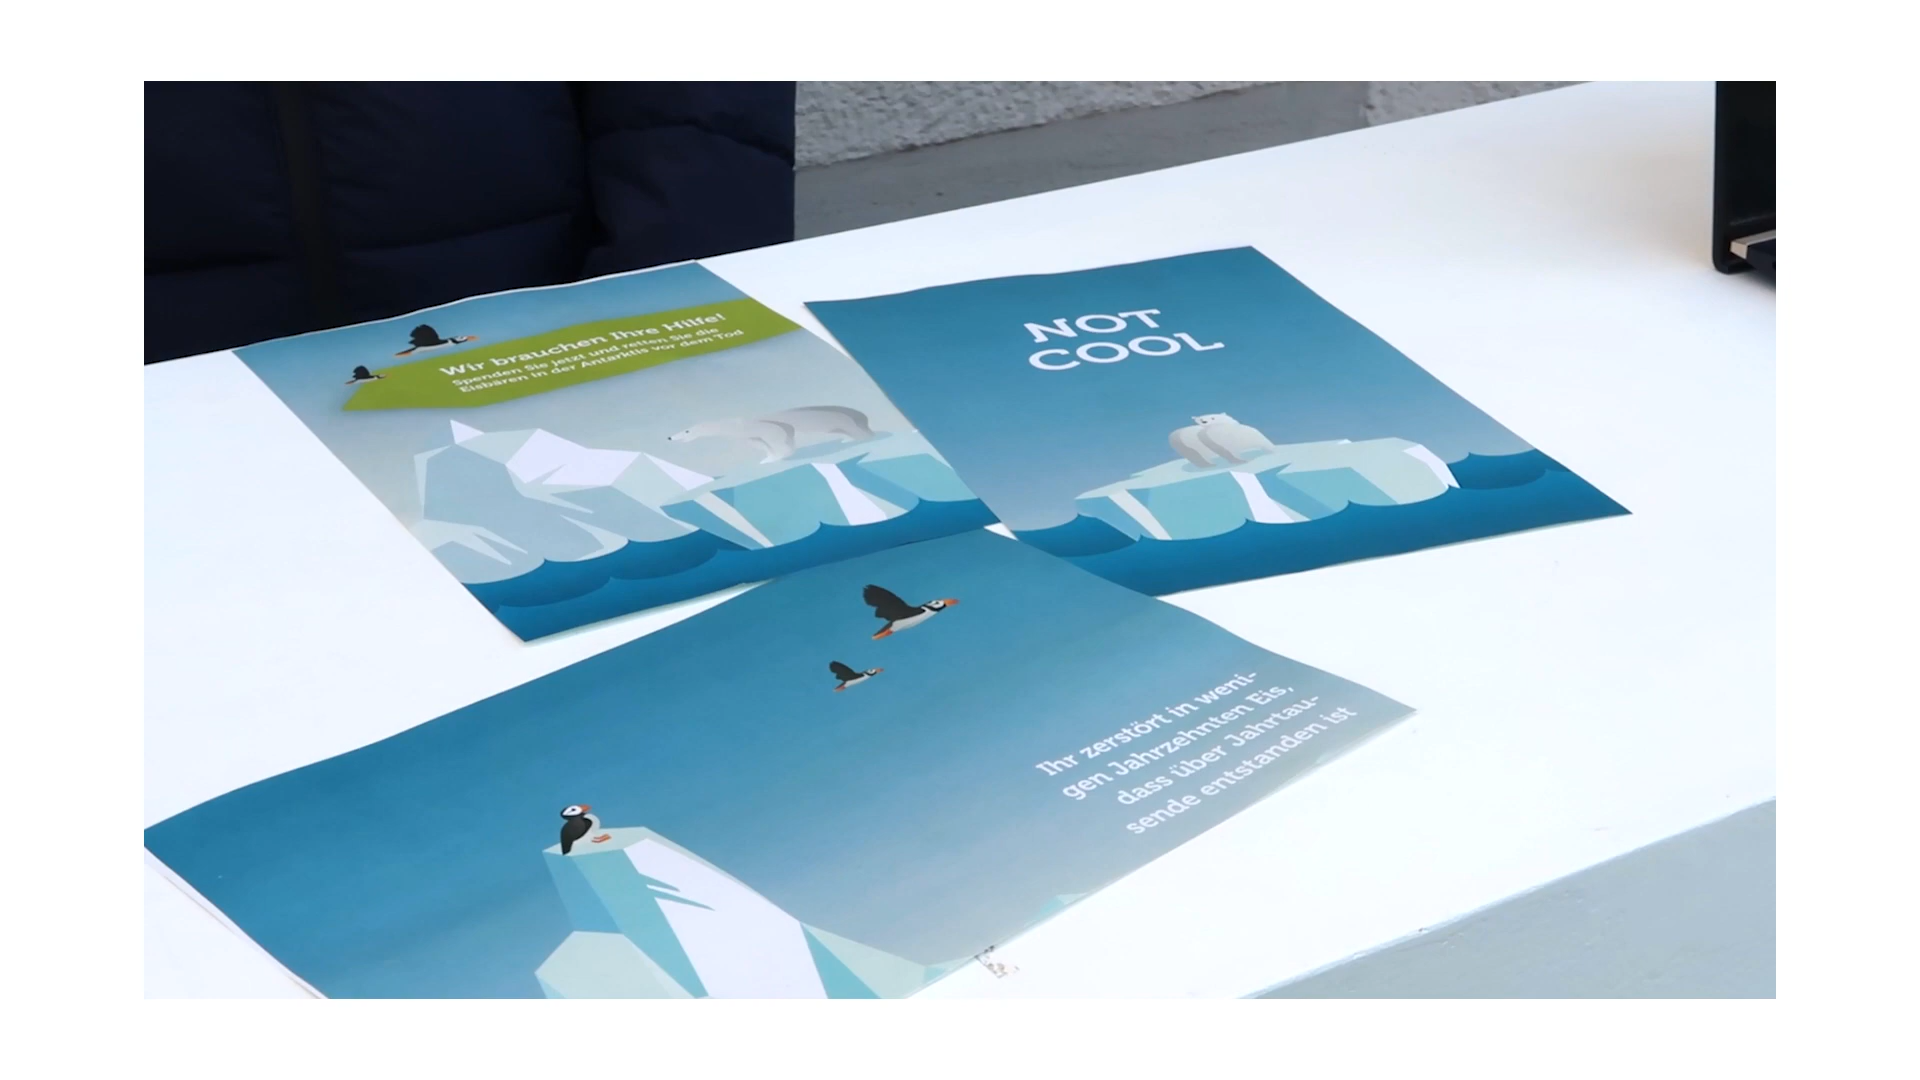 Wir brauchen Ihre Hilfe!
Spenden Sie jetzt und retten Sie die
Eisbären in der Antarktis vor dem Tod
NOT
COOL
Ihr zerstört in weni-
gen Jahrzehnten Eis,
dass über Jahrtau-
sende entstanden ist